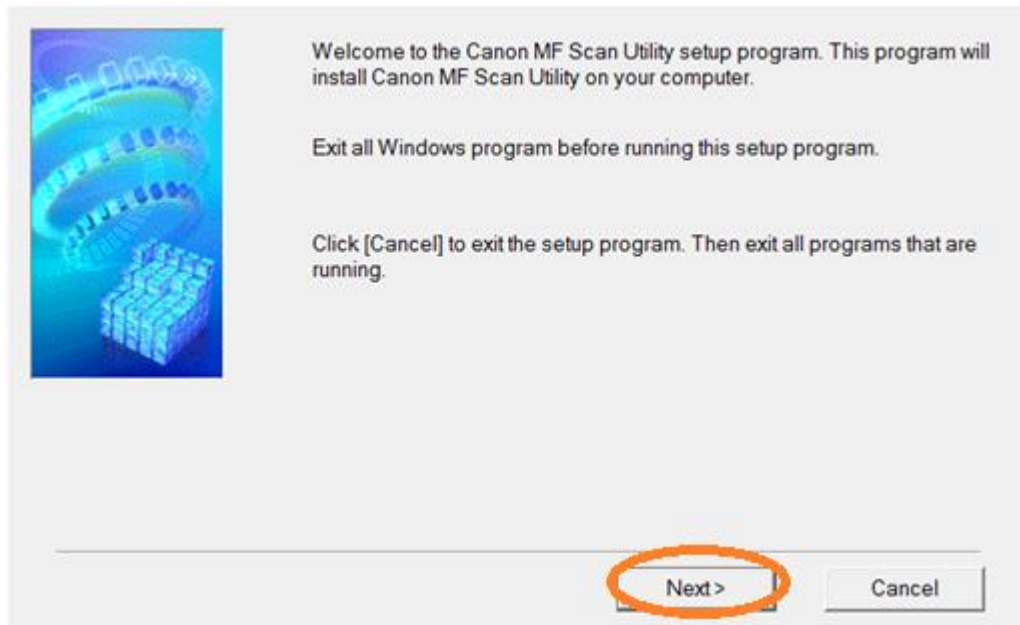 Welcome to the Canon MF Scan Utility setup program. This program will
install Canon MF Scan Utility on your computer.
Exit all Windows program before running this setup program.
Click [Cancel] to exit the setup program. Then exit all programs that are
running.
Next >
Cancel